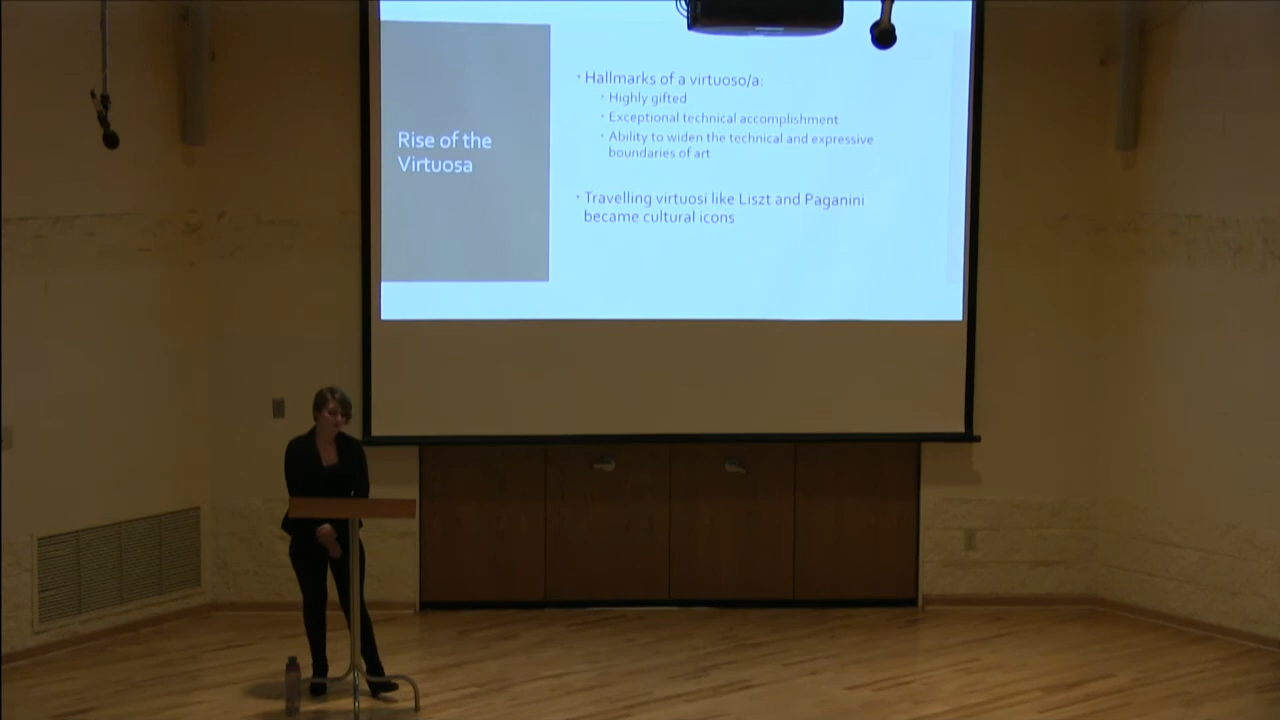 Rise of the
Virtuosa
· Hallmarks of a virtuoso/a:
· Highly gifted
· Exceptional technical accomplishment
· Ability to widen the technical and expressive
boundaries of art
· Travelling virtuosi like Liszt and Paganini
became cultural icons